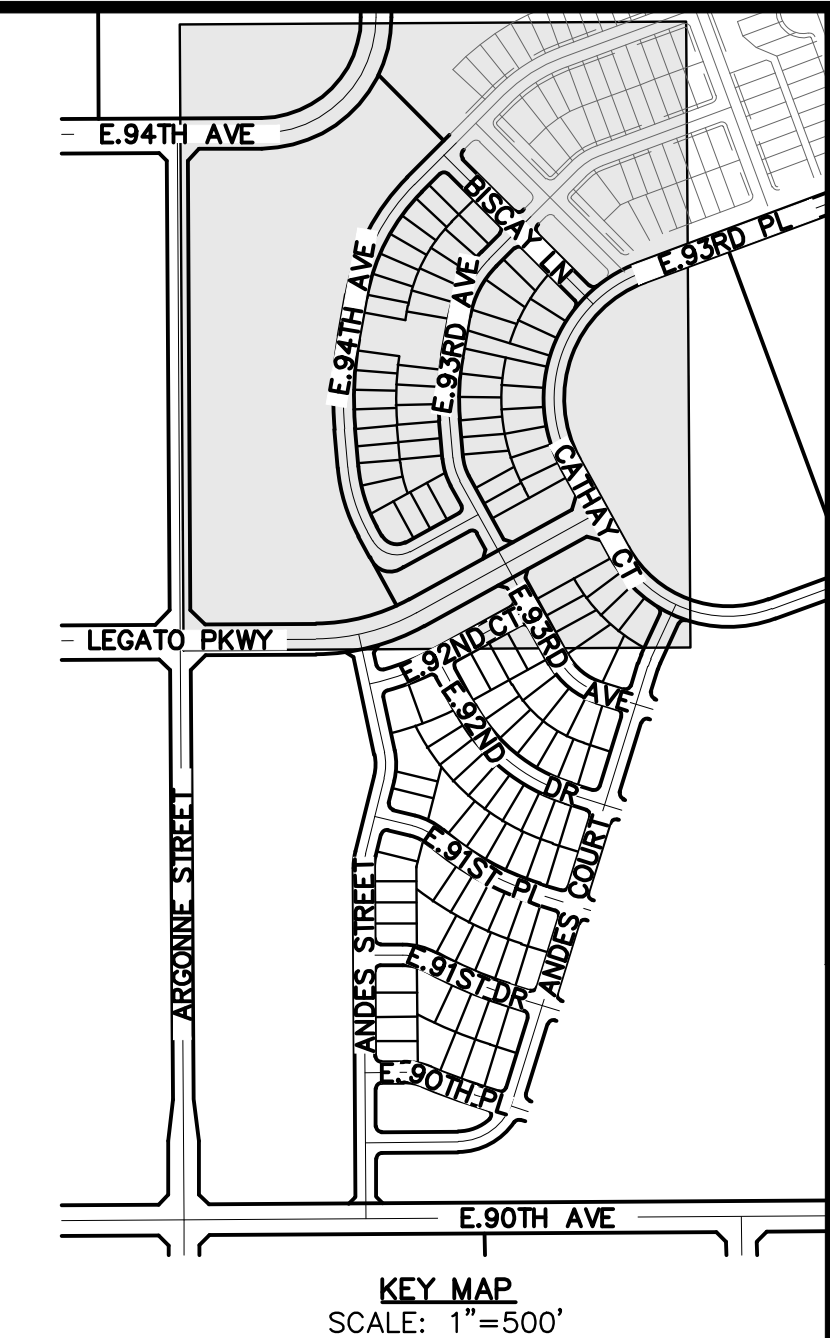 E.94TH AVE
BISCAY LN
E.93RD PL
E.94TH AVE
E.93RD AVE
CATHAY CT
LEGATO PKWY
E.92ND CT
E.93RD AVE
E.92ND DR
ARGONNE STREET
ANDES STREET
E.91ST PL
ANDES COURT
E.91ST DR
E.90TH PL
E.90TH AVE
KEY MAP
SCALE: 1"=500'